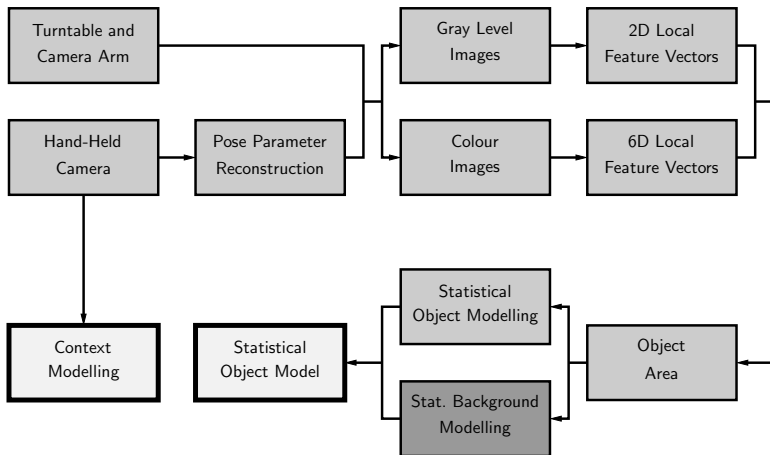 Turntable and
Camera Arm
Gray Level
Images
2D Local
Feature Vectors
Hand-Held
Camera
Pose Parameter
Reconstruction
Colour
Images
6D Local
Feature Vectors
Statistical
Object Modelling
Context
Modelling
Statistical
Object Model
Object
Area
Stat. Background
Modelling